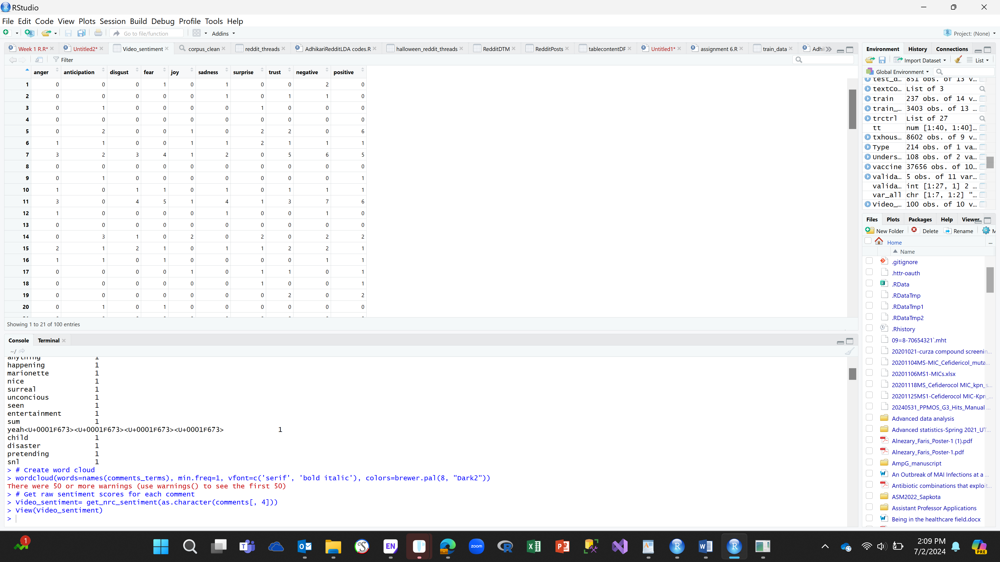 RStudio
File Edit Code View Plots Session Build Debug Profile Tools Help
Go to file/function Addins Project: (None)
Week 1 R.R* Untitled2* Video_sentiment corpus_clean reddit_threads AdhikariRedditLDA codes.R halloween_reddit_threads RedditDTM RedditPosts tablecontentDF Untitled1* assignment 6.R train_data Adhi
Filter
anger anticipation disgust fear joy sadness surprise trust negative positive
1 0 0 0 1 0 1 0 0 2 0
2 0 0 0 0 0 1 0 1 1 0
3 0 1 0 0 0 0 1 0 0 0
4 0 0 0 0 0 0 0 0 0 0
5 0 2 0 0 1 0 2 2 0 6
6 1 1 0 0 1 1 2 1 1 1
7 3 2 3 4 1 2 0 5 6 5
8 0 0 0 0 0 0 0 0 0 0
9 0 1 0 0 0 0 0 0 0 1
10 1 0 1 1 0 1 0 1 1 1
11 3 0 4 5 1 4 1 3 7 6
12 1 0 0 0 0 1 0 0 1 0
13 0 0 0 0 0 0 0 0 0 0
14 0 3 1 0 2 0 2 0 2 2
15 2 1 2 1 0 1 1 2 2 1
16 1 1 0 1 0 0 0 0 1 1
17 0 0 0 0 1 0 1 1 0 1
18 0 0 0 0 0 0 1 0 0 1
19 0 0 0 0 0 0 0 2 0 2
20 0 1 0 1 0 0 0 0 0 0
Showing 1 to 21 of 100 entries
Console Terminal
~/
anything 1
happening 1
marionette 1
nice 1
surreal 1
unconcious 1
seen 1
entertainment 1
sum 1
yeah<U+0001F673><U+0001F673><U+0001F673><U+0001F673> 1
child 1
disaster 1
pretending 1
snl 1
> # Create word cloud
> wordcloud(words=names(comments_terms), min.freq=1, vfont=c('serif', 'bold italic'), colors=brewer.pal(8, "Dark2"))
There were 50 or more warnings (use warnings() to see the first 50)
> # Get raw sentiment scores for each comment
> Video_sentiment= get_nrc_sentiment(as.character(comments[, 4]))
> View(Video_sentiment)
>
Environment History Connections
Import Dataset List
Global Environment
test_d... 851 obs. of 13 v...
textCo... List of 3
train 237 obs. of 14 v...
train_... 3403 obs. of 13 ...
trctrl List of 27
tt num [1:40, 1:40]...
txhous... 8602 obs. of 9 v...
Type 214 obs. of 1 va...
Unders... 108 obs. of 2 va...
vaccine 37656 obs. of 10...
valida... 5 obs. of 11 var...
valida... int [1:27, 1] 2 ...
var_all chr [1:7, 1:2] "...
Video_... 100 obs. of 10 v...
Files Plots Packages Help Viewer
New Folder Delete Rename M
Home ...
Name
.gitignore
.httr-oauth
.RData
.RDataTmp
.RDataTmp1
.RDataTmp2
.Rhistory
09=8-70654321`.mht
20201021-curza compound screenin...
20201104MS-MIC_Cefidericol_muta...
20201106MS1-MICs.xlsx
20201118MS_Cefiderocol MIC_kpn_s...
20201125MS1-Cefiderocol MIC-Kpn_...
20240531_PPMOS_G3_Hits_Manual ...
Advanced data analysis
Advanced statistics-Spring 2021_UT...
Alnezary_Faris_Poster-1 (1).pdf
Alnezary_Faris_Poster-1.pdf
AmpG_manuscript
An Outbreak of MAI Infections at a ...
Antibiotic combinations that exploit...
ASM2022_Sapkota
Assistant Professor Applications
Being in the healthcare field.docx
1
EN
zoom
2:09 PM
7/2/2024
PRE